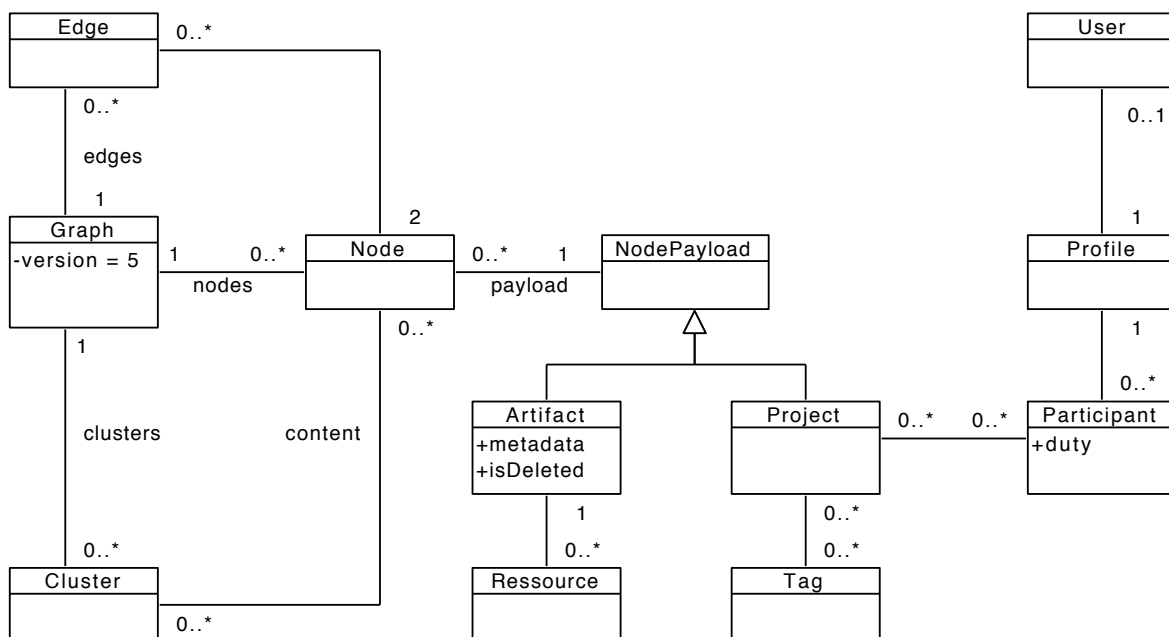 Edge
0..*
User
0..*
0..1
edges
1
2
1
Graph
-version = 5
1
0..*
nodes
Node
0..*
1
payload
NodePayload
Profile
1
0..*
1
0..*
clusters
content
Artifact
+metadata
+isDeleted
Project
0..*
0..*
Participant
+duty
1
0..*
0..*
0..*
0..*
Cluster
0..*
Ressource
Tag